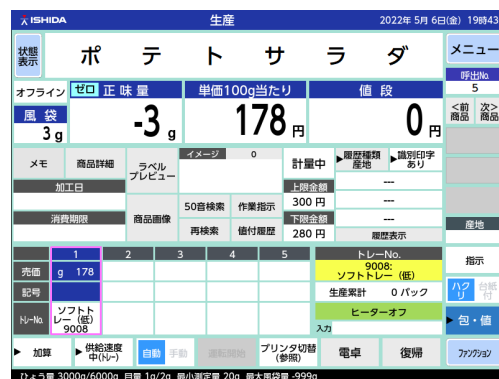 ISHIDA 生産 2022年 5月 6日(金) 19時43
状態表示 ポテトサラダ メニュー
呼出No.
5
オフライン ゼロ 正味量 単価100g当たり 値段
<前商品 次>商品
風袋
3 g -3 g 178 円 0 円
メモ 商品詳細 ラベルプレビュー イメージ 0 計量中 ▶履歴種類 産地 ▶識別印字 あり
加工日 上限金額 ---
50音検索 作業指示 300 円 ---
消費期限 商品画像 下限金額 ---
再検索 値付履歴 280 円 履歴表示
産地
1 2 3 4 5 トレーNo.
売価 g 178 9008:
ソフトトレー (低)
指示
記号 生産累計 0 パック
ハクリ 台紙付
トレーNo. ソフトトレー (低) 9008 ヒーターオフ
入力
▶ 包・値
▶ 加算 ▶ 供給速度 中(トレー) 自動 手動 運転開始 プリンタ切替 (参照) 電卓 復帰 ファンクション
ひょう量 3000g/6000g 目量 1g/2g 最小測定量 20g 最大風袋量 -999g